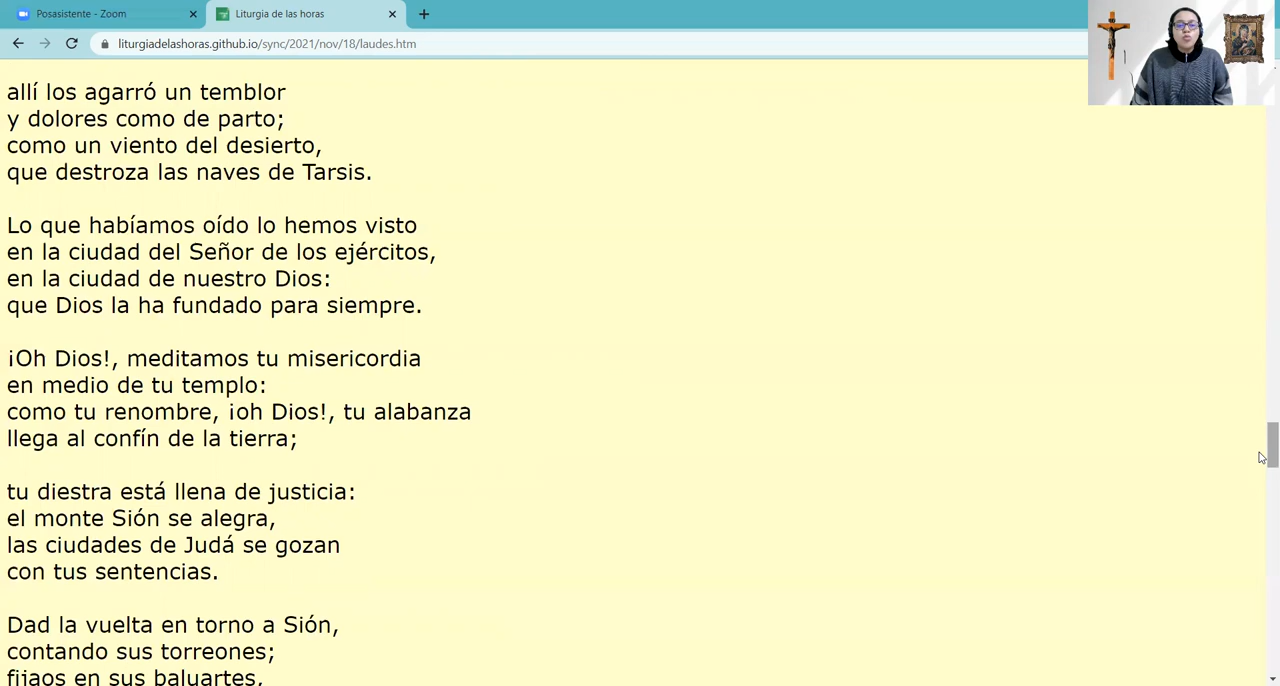 Posasistente - Zoom
Liturgia de las horas
liturgiadelashoras.github.io/sync/2021/nov/18/laudes.htm
allí los agarró un temblor
y dolores como de parto;
como un viento del desierto,
que destroza las naves de Tarsis.
Lo que habíamos oído lo hemos visto
en la ciudad del Señor de los ejércitos,
en la ciudad de nuestro Dios:
que Dios la ha fundado para siempre.
¡Oh Dios!, meditamos tu misericordia
en medio de tu templo:
como tu renombre, ¡oh Dios!, tu alabanza
llega al confín de la tierra;
tu diestra está llena de justicia:
el monte Sión se alegra,
las ciudades de Judá se gozan
con tus sentencias.
Dad la vuelta en torno a Sión,
contando sus torreones;
fijaos en sus baluartes,